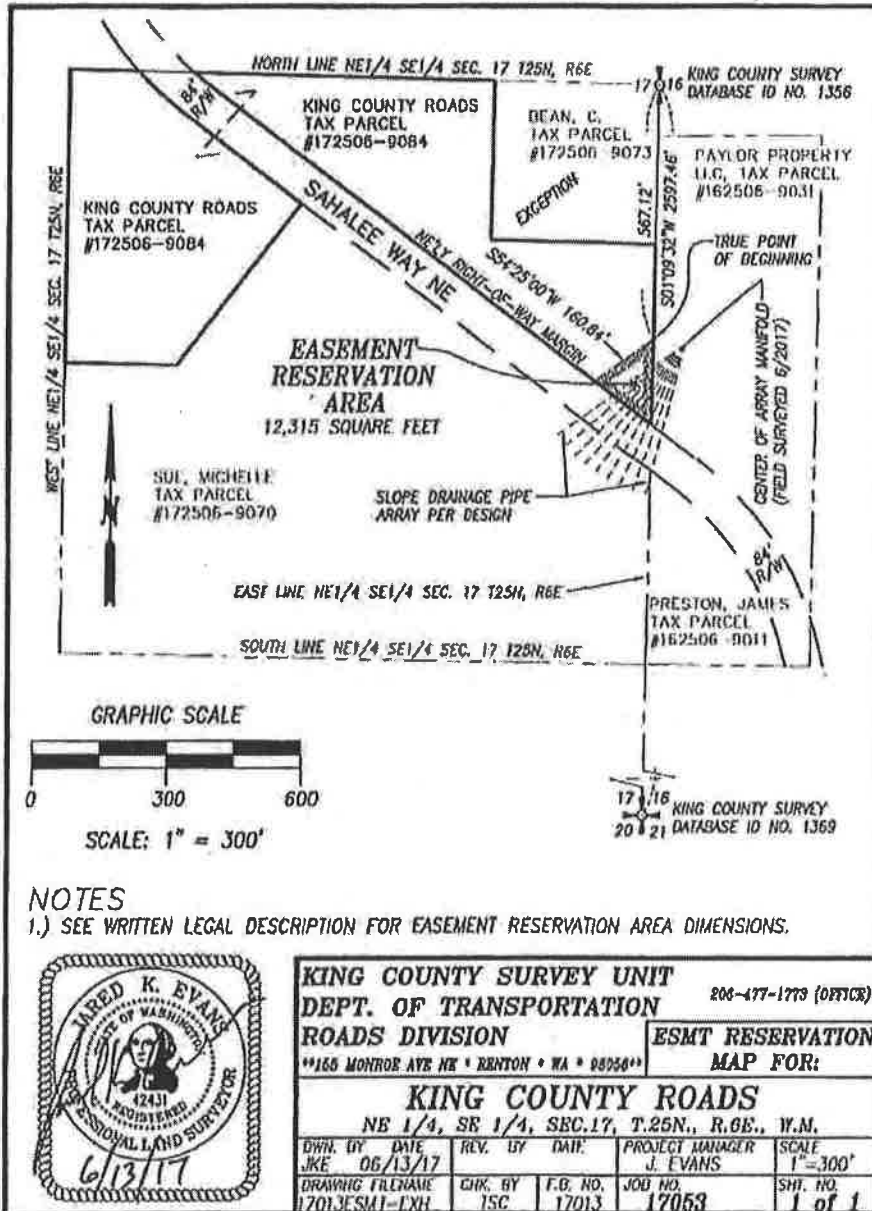 NORTH LINE NE1/4 SE1/4 SEC. 17 T25N, R6E
17 16
KING COUNTY SURVEY
DATABASE ID NO. 1356
84'
R/W
KING COUNTY ROADS
TAX PARCEL
#172506-9084
DEAN, C.
TAX PARCEL
#172506 9073
EXCEPTION
PAYLOR PROPERTY
LLC, TAX PARCEL
#162506-9031
567.12'
S01°09'32"W 2597.46'
TRUE POINT
OF BEGINNING
KING COUNTY ROADS
TAX PARCEL
#172506-9084
SAHALEE WAY NE
NE'LY RIGHT-OF-WAY MARGIN
S54°25'00"W 160.84'
WEST LINE NE1/4 SE1/4 SEC. 17 T25N, R6E
EASEMENT
RESERVATION
AREA
12,315 SQUARE FEET
CENTER OF ARRAY MANIFOLD
(FIELD SURVEYED 6/2017)
N
SUE, MICHELLE
TAX PARCEL
#172506-9070
SLOPE DRAINAGE PIPE
ARRAY PER DESIGN
84'
R/W
EAST LINE NE1/4 SE1/4 SEC. 17 T25N, R6E
PRESTON, JAMES
TAX PARCEL
#162506-9011
SOUTH LINE NE1/4 SE1/4 SEC. 17 T25N, R6E
GRAPHIC SCALE
0 300 600
SCALE: 1" = 300'
17 16
20 21
KING COUNTY SURVEY
DATABASE ID NO. 1369
NOTES
1.) SEE WRITTEN LEGAL DESCRIPTION FOR EASEMENT RESERVATION AREA DIMENSIONS.
JARED K. EVANS
STATE OF WASHINGTON
42431
REGISTERED
PROFESSIONAL LAND SURVEYOR
6/13/17
KING COUNTY SURVEY UNIT
206-477-1773 (OFFICE)
DEPT. OF TRANSPORTATION
ROADS DIVISION
**155 MONROE AVE NE * RENTON * WA * 98056**
ESMT RESERVATION
MAP FOR:
KING COUNTY ROADS
NE 1/4, SE 1/4, SEC.17, T.25N., R.6E., W.M.
DWN. BY DATE
JKE 06/13/17
REV. BY DATE
PROJECT MANAGER
J. EVANS
SCALE
1"=300'
DRAWING FILENAME
17013ESMT-EXH
CHK. BY
TSC
F.B. NO.
17013
JOB NO.
17053
SHT. NO.
1 of 1